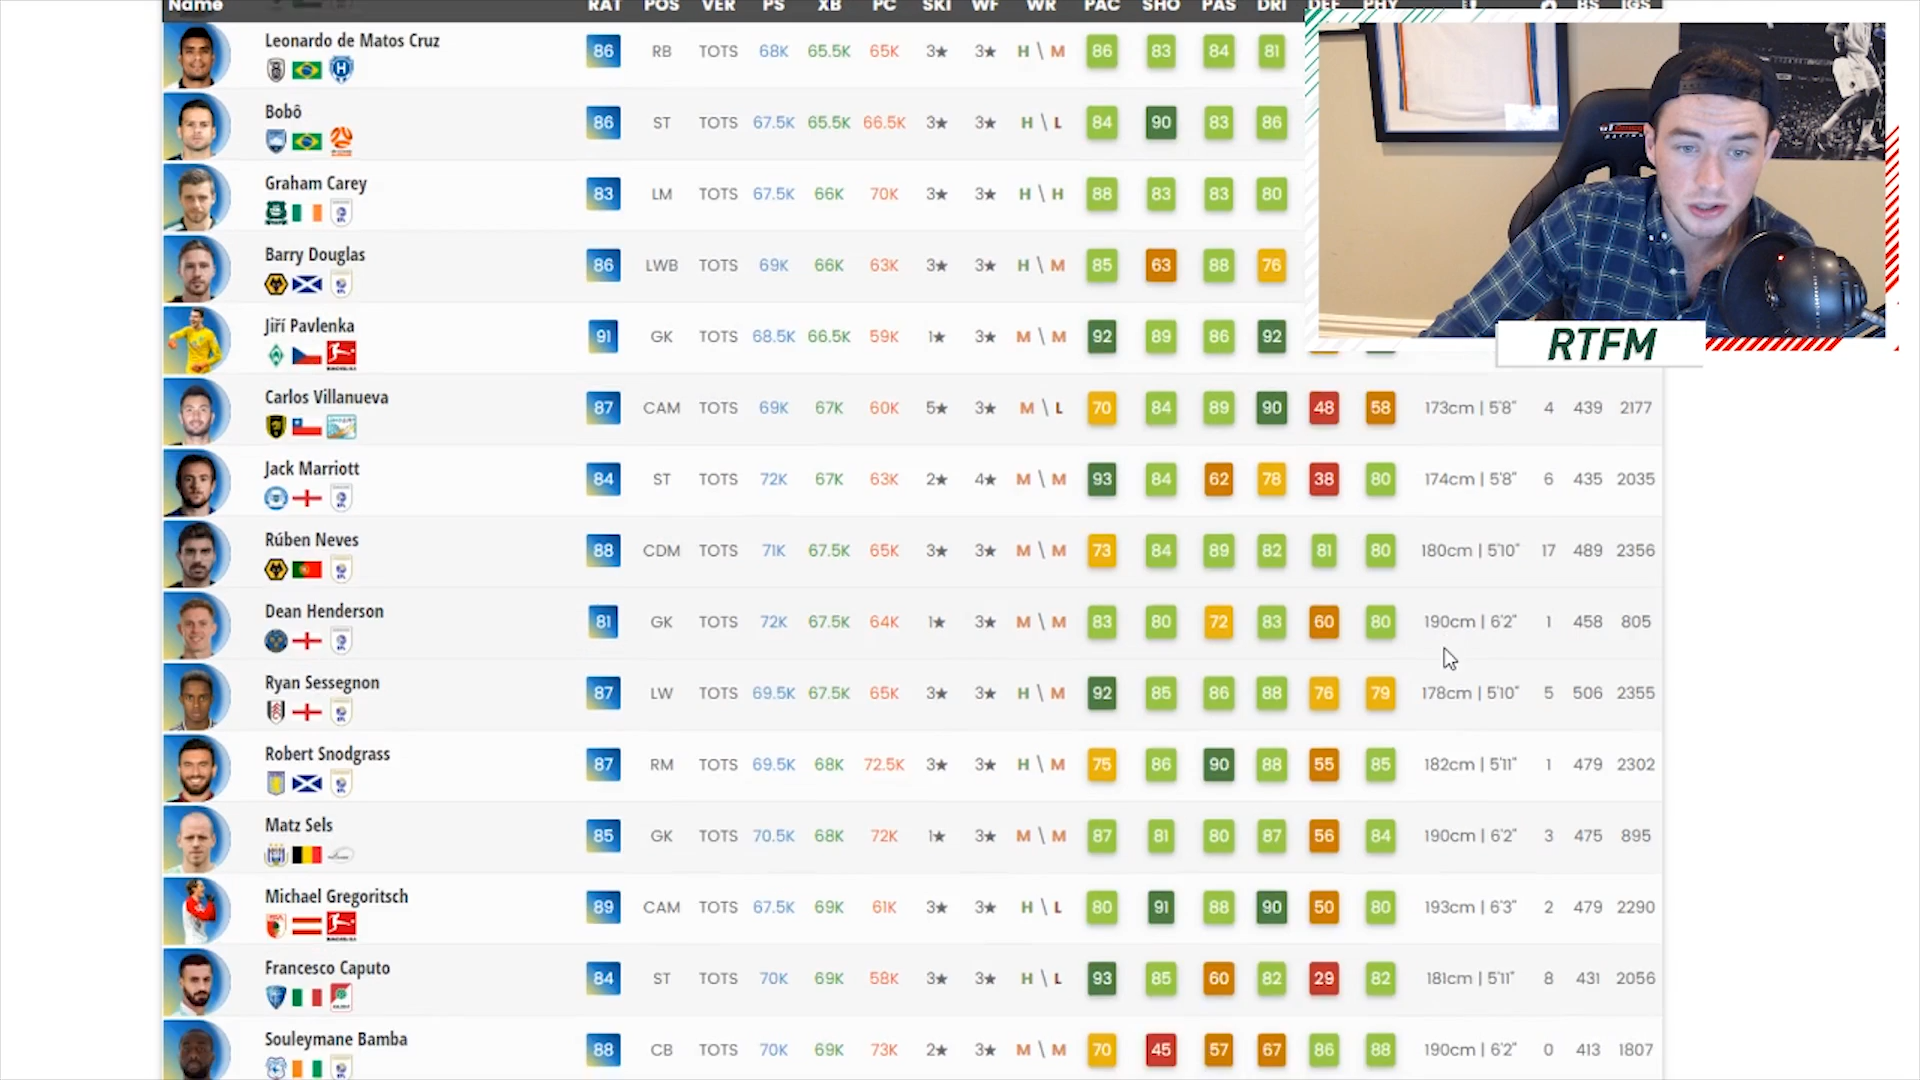 Name RAT POS VER PS XB PC SKI WF WR PAC SHO PAS DRI DEF PHY BS IGS
Leonardo de Matos Cruz 86 RB TOTS 68K 65.5K 65K 3★ 3★ H \ M 86 83 84 81
Bobô 86 ST TOTS 67.5K 65.5K 66.5K 3★ 3★ H \ L 84 90 83 86
Graham Carey 83 LM TOTS 67.5K 66K 70K 3★ 3★ H \ H 88 83 83 80
Barry Douglas 86 LWB TOTS 69K 66K 63K 3★ 3★ H \ M 85 63 88 76
Jiří Pavlenka 91 GK TOTS 68.5K 66.5K 59K 1★ 3★ M \ M 92 89 86 92
RTFM
Carlos Villanueva 87 CAM TOTS 69K 67K 60K 5★ 3★ M \ L 70 84 89 90 48 58 173cm | 5'8" 4 439 2177
Jack Marriott 84 ST TOTS 72K 67K 63K 2★ 4★ M \ M 93 84 62 78 38 80 174cm | 5'8" 6 435 2035
Rúben Neves 88 CDM TOTS 71K 67.5K 65K 3★ 3★ M \ M 73 84 89 82 81 80 180cm | 5'10" 17 489 2356
Dean Henderson 81 GK TOTS 72K 67.5K 64K 1★ 3★ M \ M 83 80 72 83 60 80 190cm | 6'2" 1 458 805
Ryan Sessegnon 87 LW TOTS 69.5K 67.5K 65K 3★ 3★ H \ M 92 85 86 88 76 79 178cm | 5'10" 5 506 2355
Robert Snodgrass 87 RM TOTS 69.5K 68K 72.5K 3★ 3★ H \ M 75 86 90 88 55 85 182cm | 5'11" 1 479 2302
Matz Sels 85 GK TOTS 70.5K 68K 72K 1★ 3★ M \ M 87 81 80 87 56 84 190cm | 6'2" 3 475 895
Michael Gregoritsch 89 CAM TOTS 67.5K 69K 61K 3★ 3★ H \ L 80 91 88 90 50 80 193cm | 6'3" 2 479 2290
Francesco Caputo 84 ST TOTS 70K 69K 58K 3★ 3★ H \ L 93 85 60 82 29 82 181cm | 5'11" 8 431 2056
Souleymane Bamba 88 CB TOTS 70K 69K 73K 2★ 3★ M \ M 70 45 57 67 86 88 190cm | 6'2" 0 413 1807